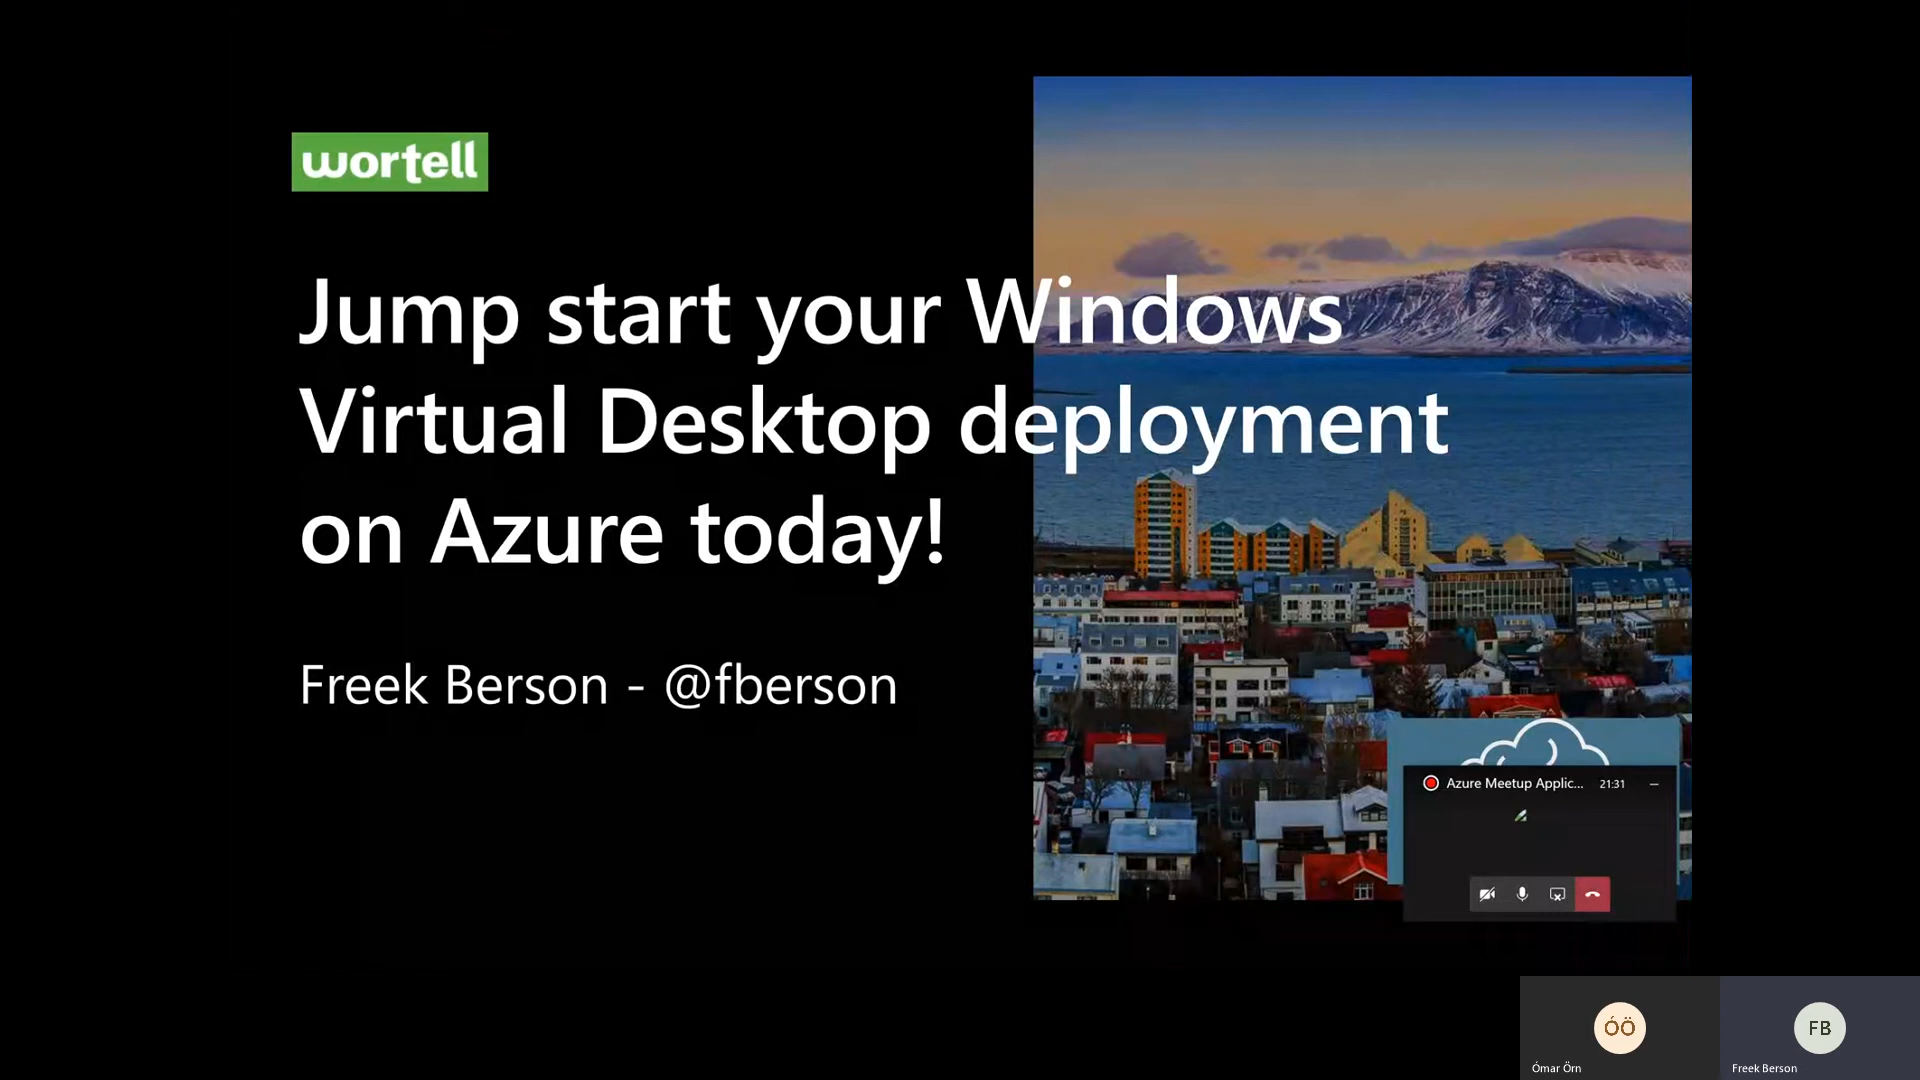 wortell
Jump start your Windows
Virtual Desktop deployment
on Azure today!
Freek Berson - @fberson
Azure Meetup Applic... 21:31
ÓÖ
Ómar Örn
FB
Freek Berson